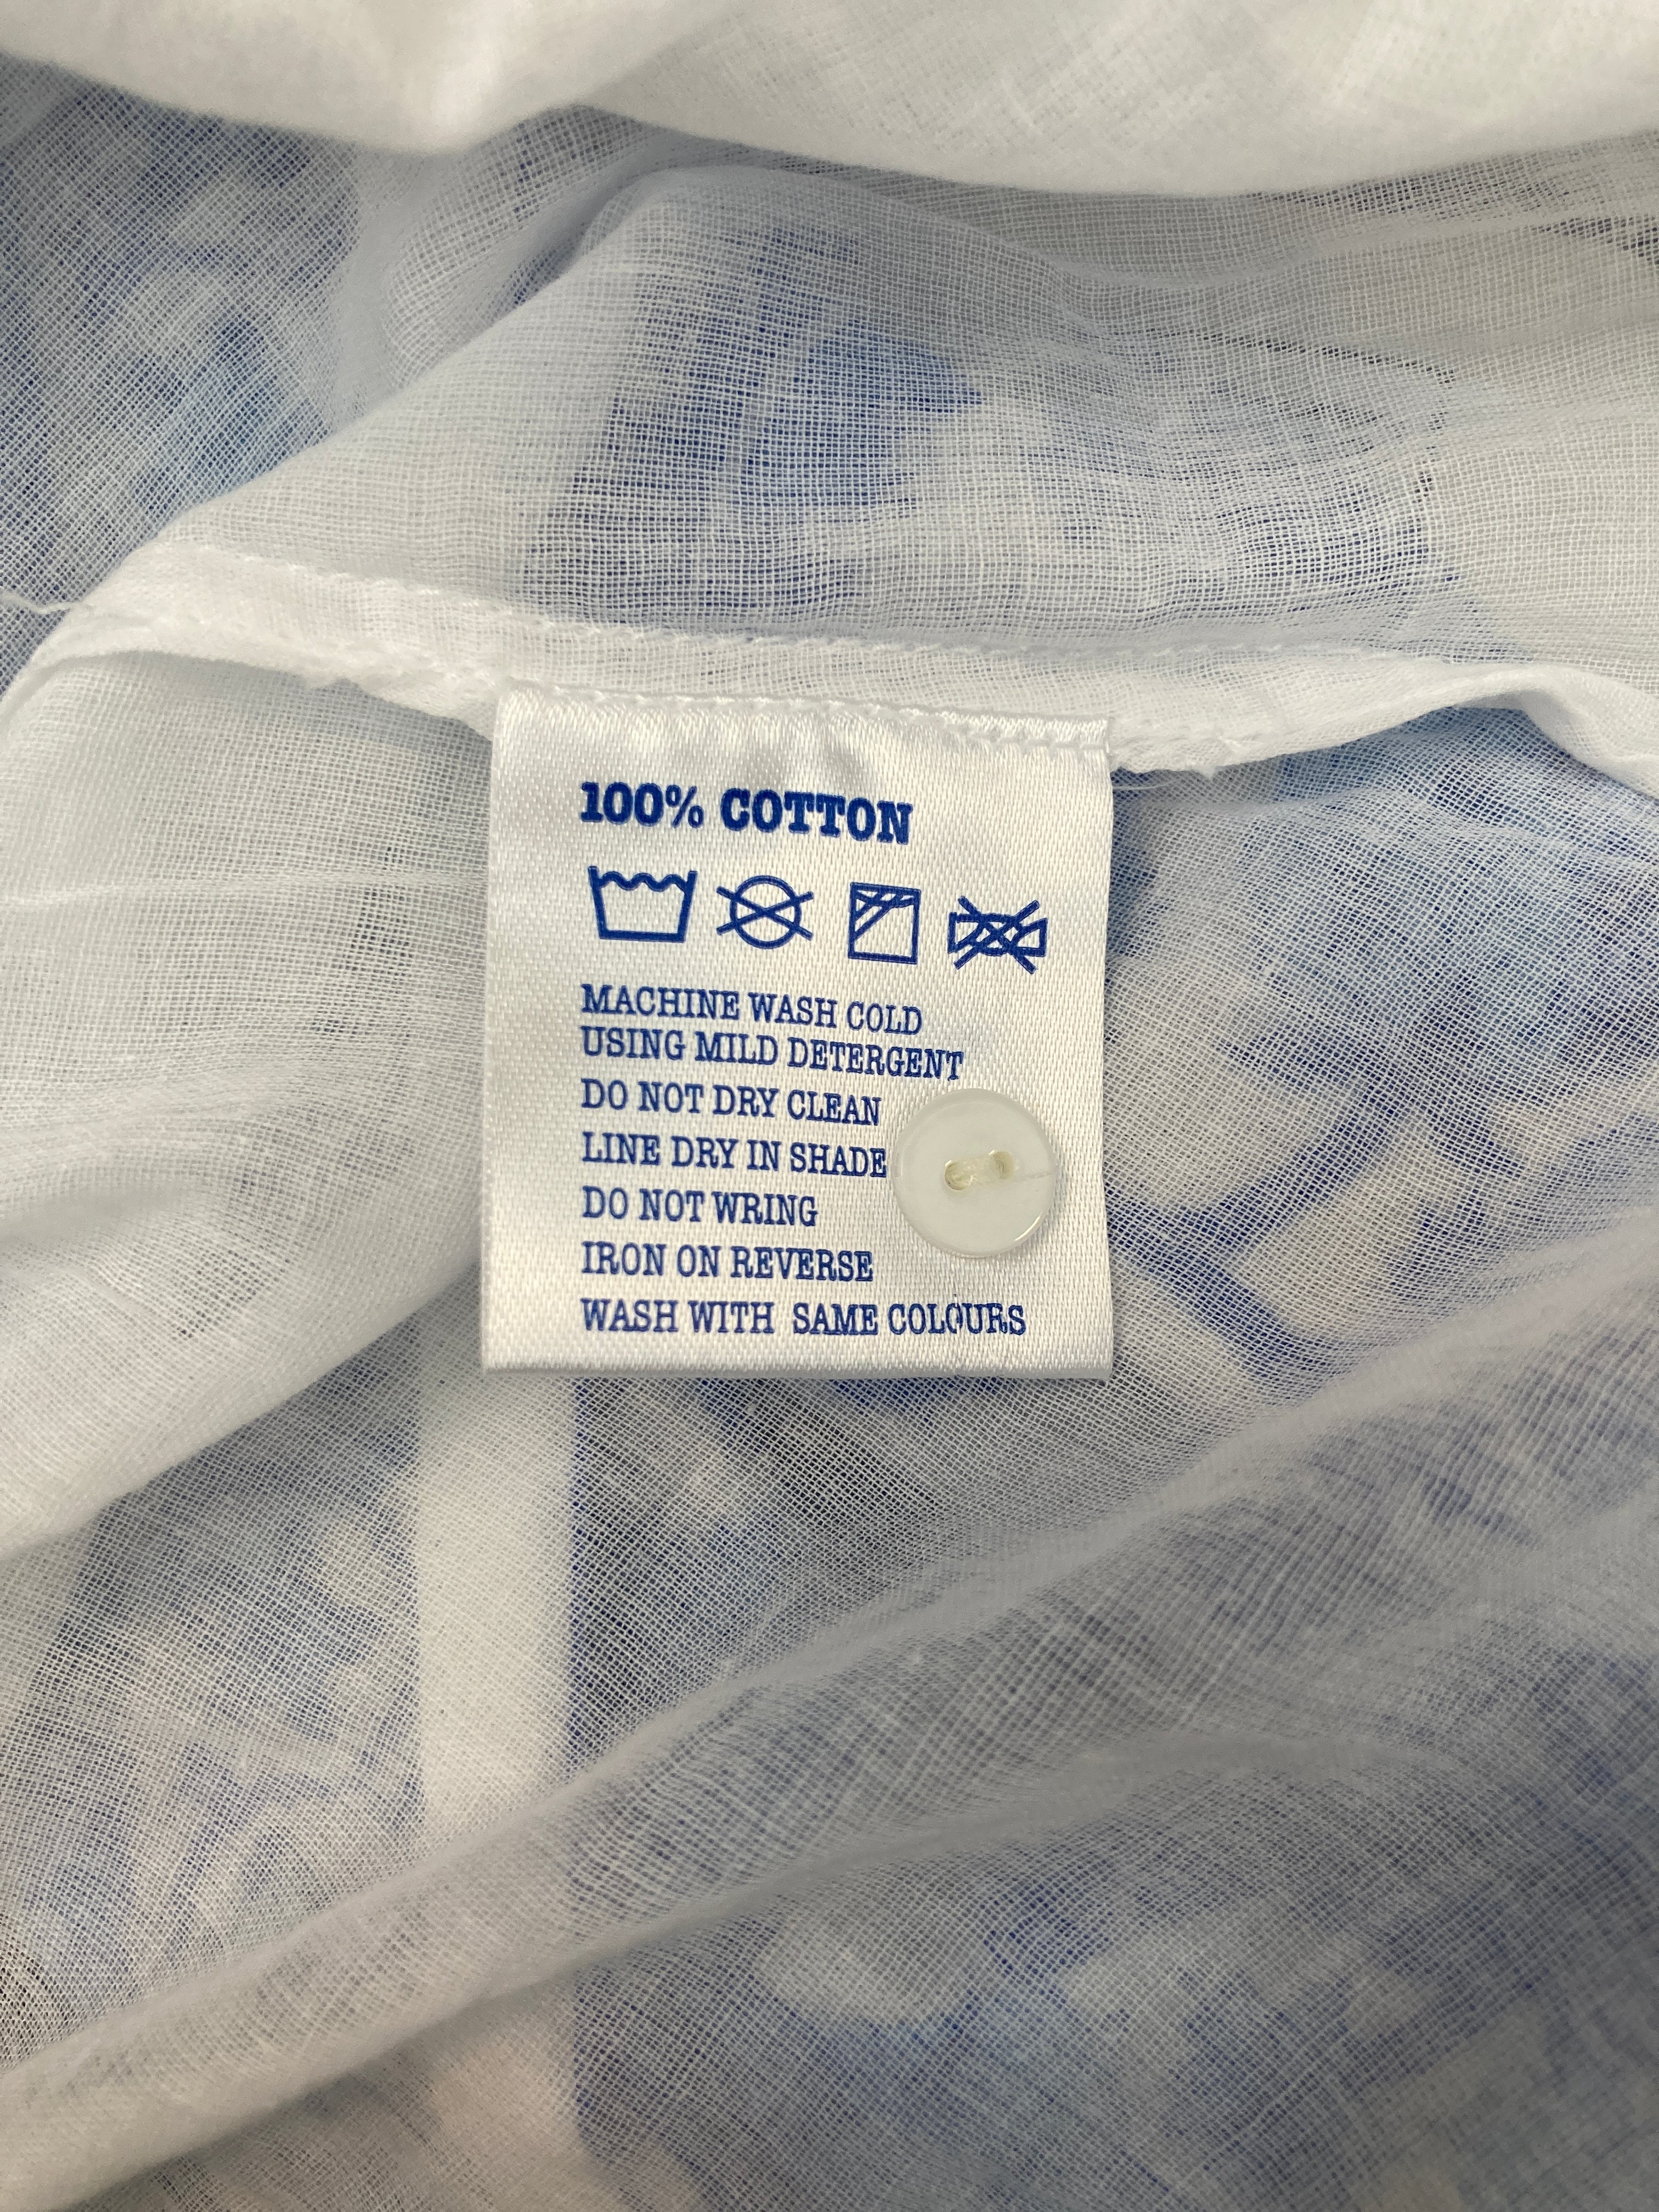 100% COTTON
MACHINE WASH COLD
USING MILD DETERGENT
DO NOT DRY CLEAN
LINE DRY IN SHADE
DO NOT WRING
IRON ON REVERSE
WASH WITH SAME COLOURS